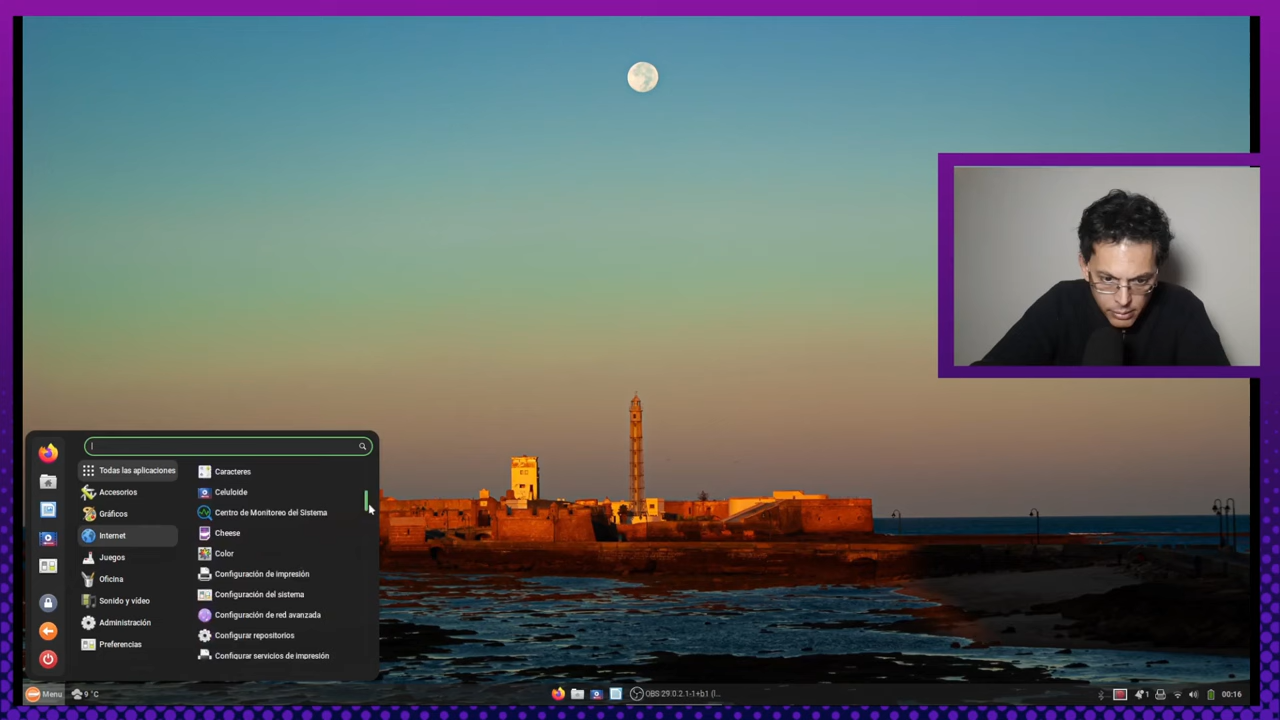 Todas las aplicaciones
Accesorios
Gráficos
Internet
Juegos
Oficina
Sonido y vídeo
Administración
Preferencias
Caracteres
Celuloide
Centro de Monitoreo del Sistema
Cheese
Color
Configuración de impresión
Configuración del sistema
Configuración de red avanzada
Configurar repositorios
Configurar servicios de impresión
Menu
9 °C
OBS 29.0.2.1-1+b1 (l...
1
00:16